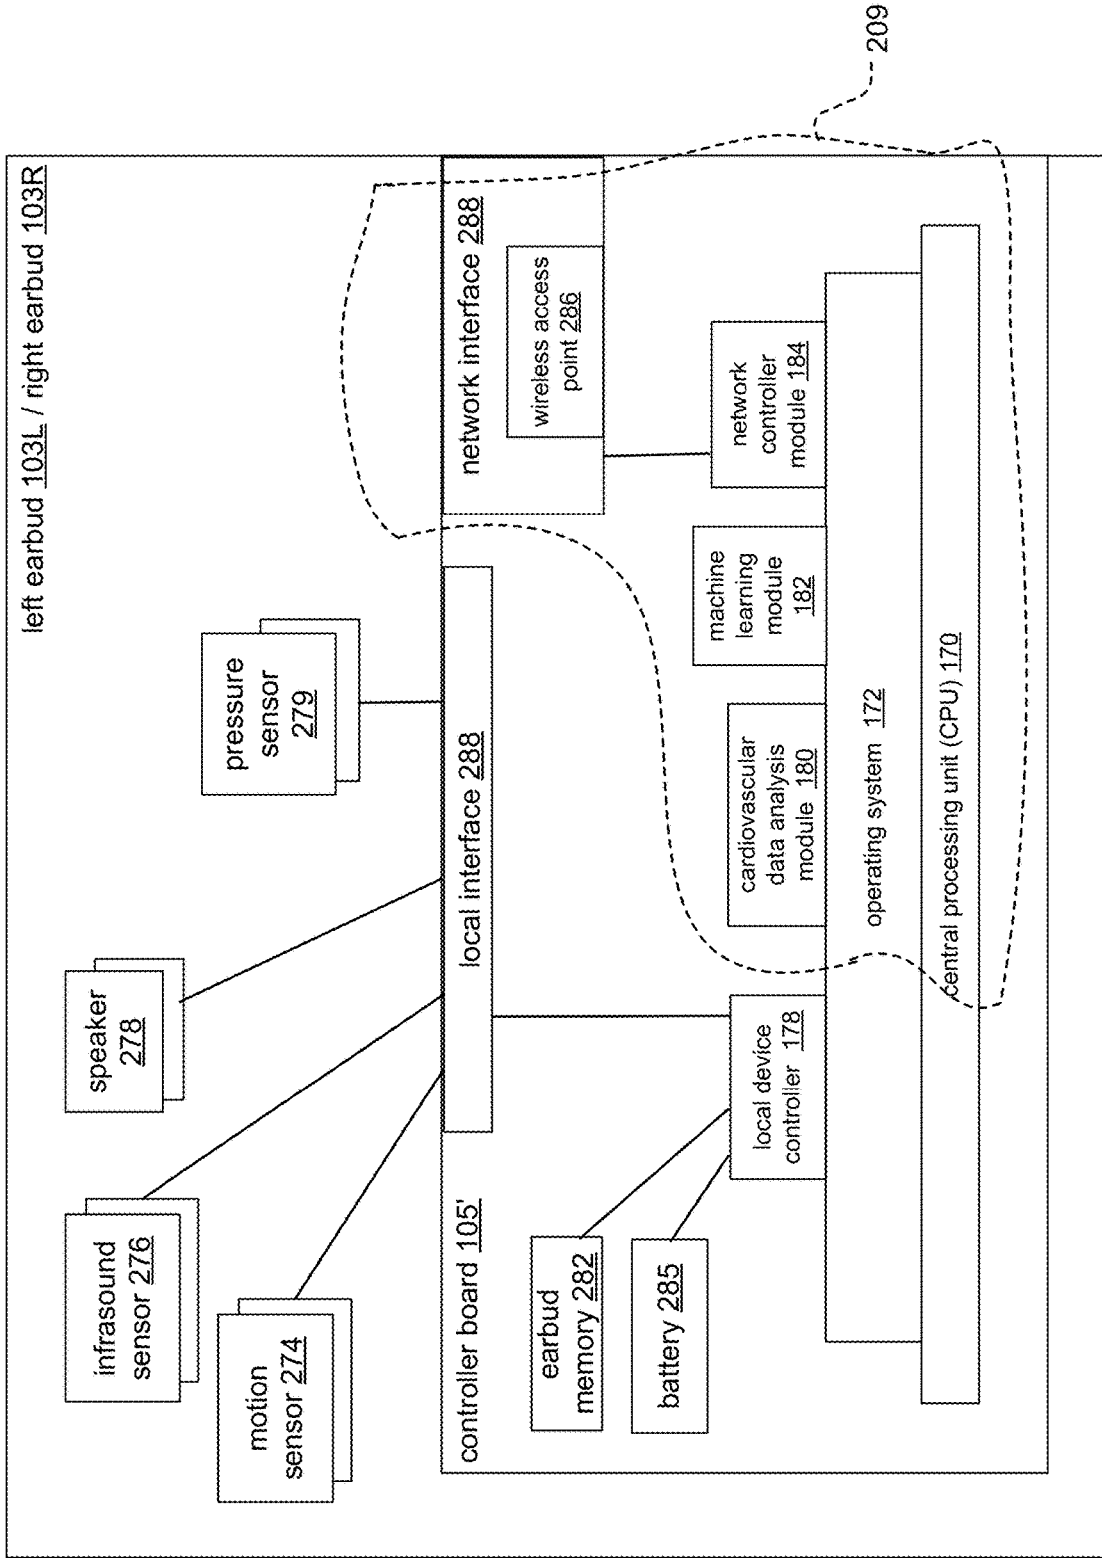 left earbud 103L / right earbud 103R
infrasound
sensor 276
motion
sensor 274
speaker
278
pressure
sensor
279
controller board 105'
local interface 288
network interface 288
wireless access
point 286
earbud
memory 282
battery 285
local device
controller 178
cardiovascular
data analysis
module 180
machine
learning
module
182
network
controller
module 184
operating system 172
central processing unit (CPU) 170
209